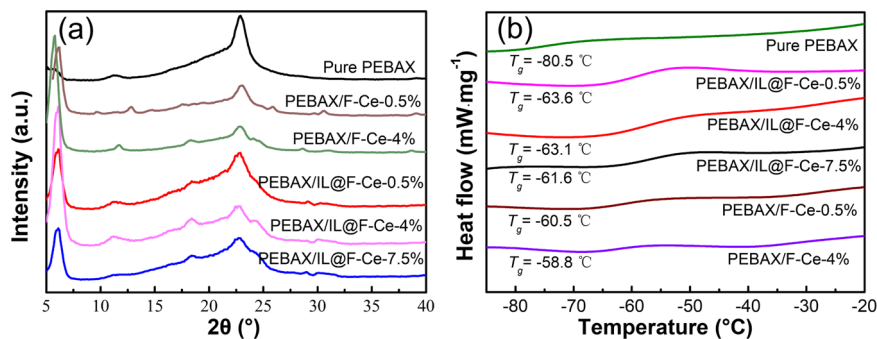 (a)
Pure PEBAX
PEBAX/F-Ce-0.5%
PEBAX/F-Ce-4%
PEBAX/IL@F-Ce-0.5%
PEBAX/IL@F-Ce-4%
PEBAX/IL@F-Ce-7.5%
Intensity (a.u.)
5 10 15 20 25 30 35 40
2θ (°)
(b)
Pure PEBAX
Tg = -80.5 ℃
PEBAX/IL@F-Ce-0.5%
Tg = -63.6 ℃
PEBAX/IL@F-Ce-4%
Tg = -63.1 ℃
PEBAX/IL@F-Ce-7.5%
Tg = -61.6 ℃
PEBAX/F-Ce-0.5%
Tg = -60.5 ℃
PEBAX/F-Ce-4%
Tg = -58.8 ℃
Heat flow (mW·mg⁻¹)
-80 -70 -60 -50 -40 -30 -20
Temperature (°C)